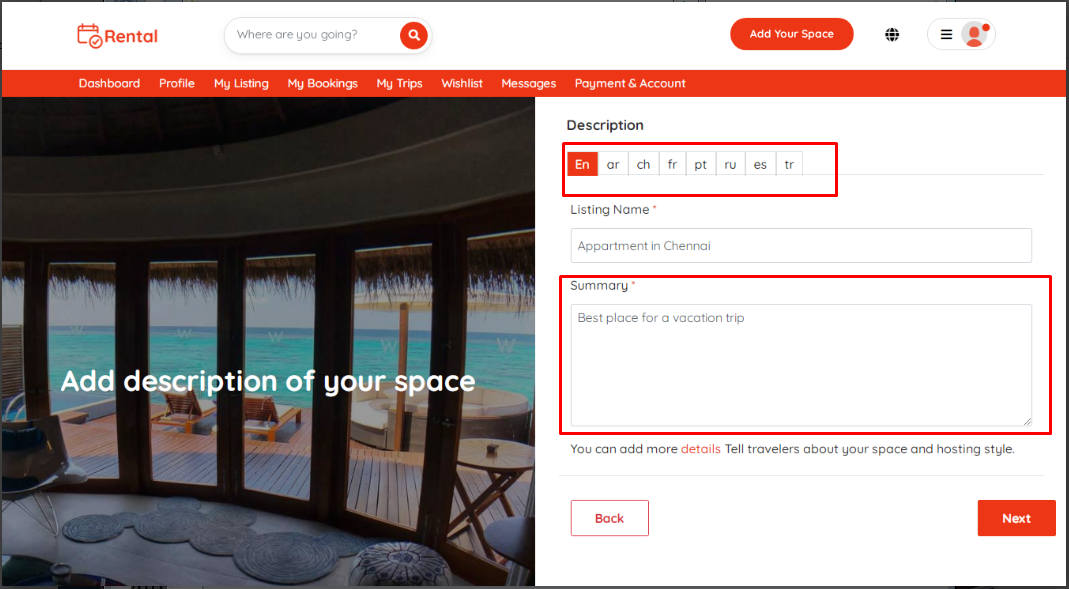 Rental
Where are you going?
Add Your Space
Dashboard Profile My Listing My Bookings My Trips Wishlist Messages Payment & Account
Add description of your space
W W W W
Description
En ar ch fr pt ru es tr
Listing Name *
Appartment in Chennai
Summary *
Best place for a vacation trip
You can add more details Tell travelers about your space and hosting style.
Back
Next